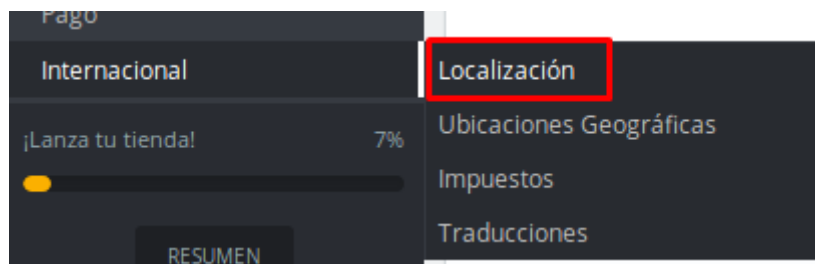 Pago
Internacional
¡Lanza tu tienda!
7%
RESUMEN
Localización
Ubicaciones Geográficas
Impuestos
Traducciones